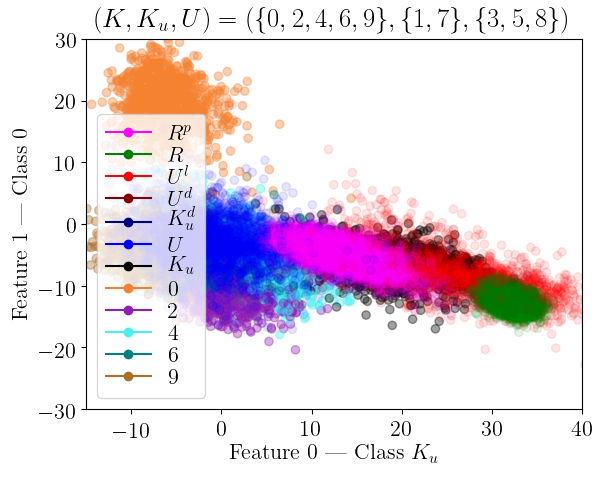 (K, K_u, U) = ({0, 2, 4, 6, 9}, {1, 7}, {3, 5, 8})
30
20
10
0
−10
−20
−30
Feature 1 — Class 0
R^p
R
U^l
U^d
K_u^d
U
K_u
0
2
4
6
9
−10 0 10 20 30 40
Feature 0 — Class K_u